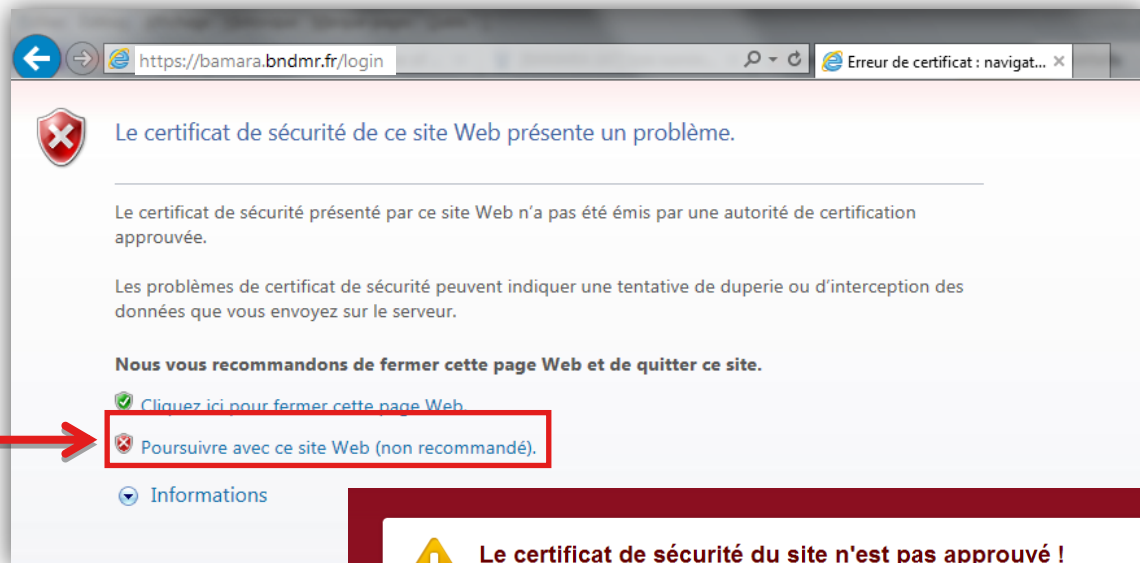 https://bamara.bndmr.fr/login
Erreur de certificat : navigat...
Le certificat de sécurité de ce site Web présente un problème.
Le certificat de sécurité présenté par ce site Web n'a pas été émis par une autorité de certification
approuvée.
Les problèmes de certificat de sécurité peuvent indiquer une tentative de duperie ou d'interception des
données que vous envoyez sur le serveur.
Nous vous recommandons de fermer cette page Web et de quitter ce site.
Cliquez ici pour fermer cette page Web.
Poursuivre avec ce site Web (non recommandé).
Informations
Le certificat de sécurité du site n'est pas approuvé !